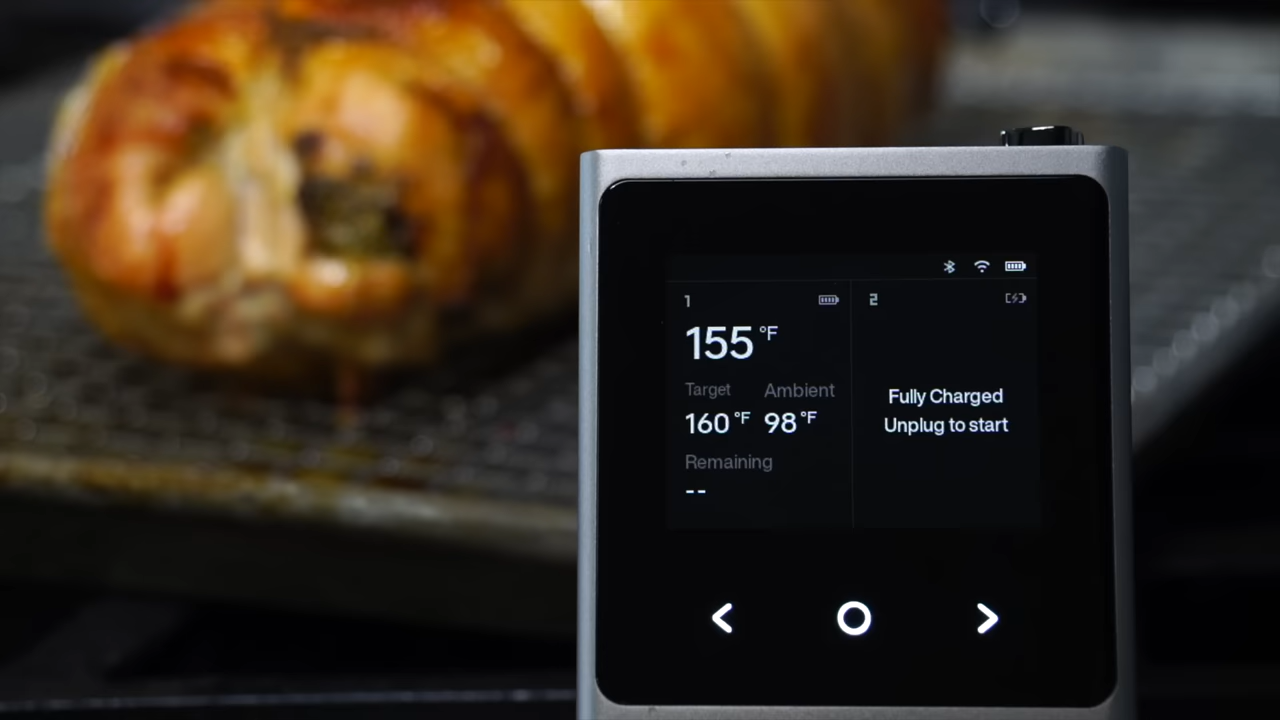 1
155 °F
Target Ambient
160 °F 98 °F
Remaining
--
2
Fully Charged
Unplug to start